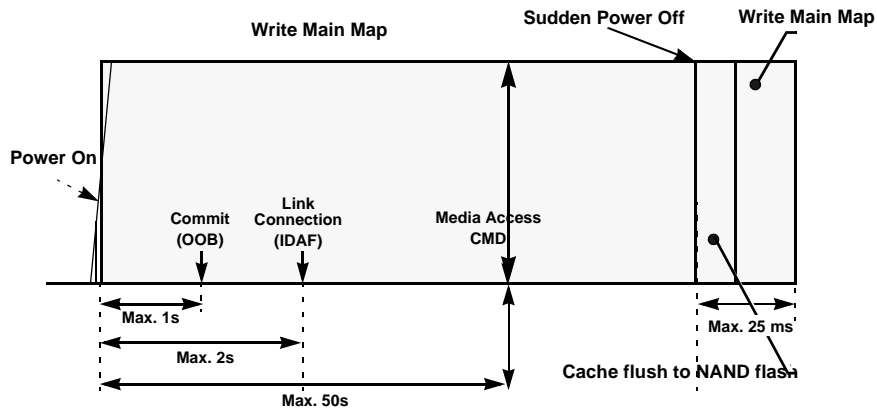 Sudden Power Off
Write Main Map
Write Main Map
Power On
Commit
(OOB)
Link
Connection
(IDAF)
Media Access
CMD
Max. 1s
Max. 25 ms
Max. 2s
Cache flush to NAND flash
Max. 50s